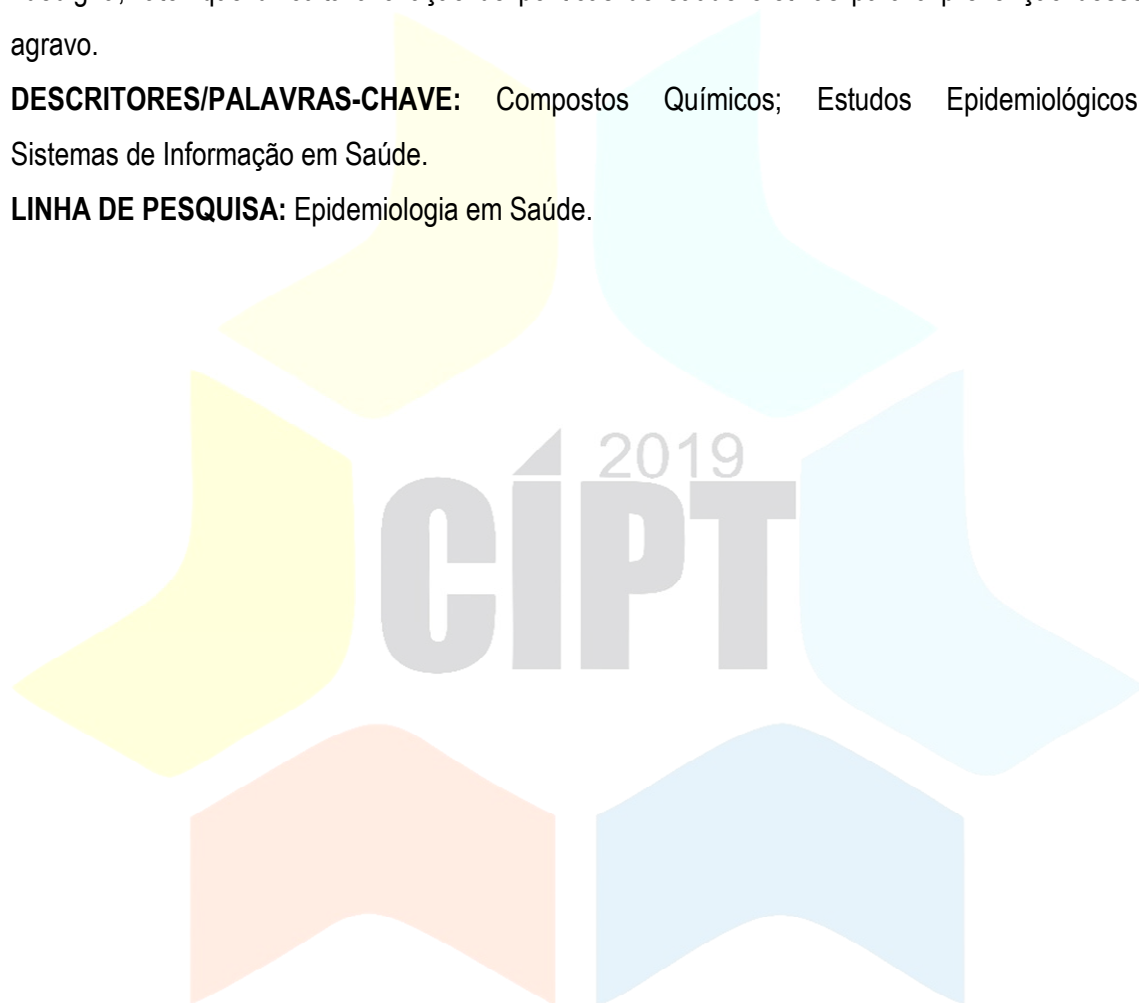 agravo.
DESCRITORES/PALAVRAS-CHAVE: Compostos Químicos; Estudos Epidemiológicos
Sistemas de Informação em Saúde.
LINHA DE PESQUISA: Epidemiologia em Saúde.
2019
CÍPT